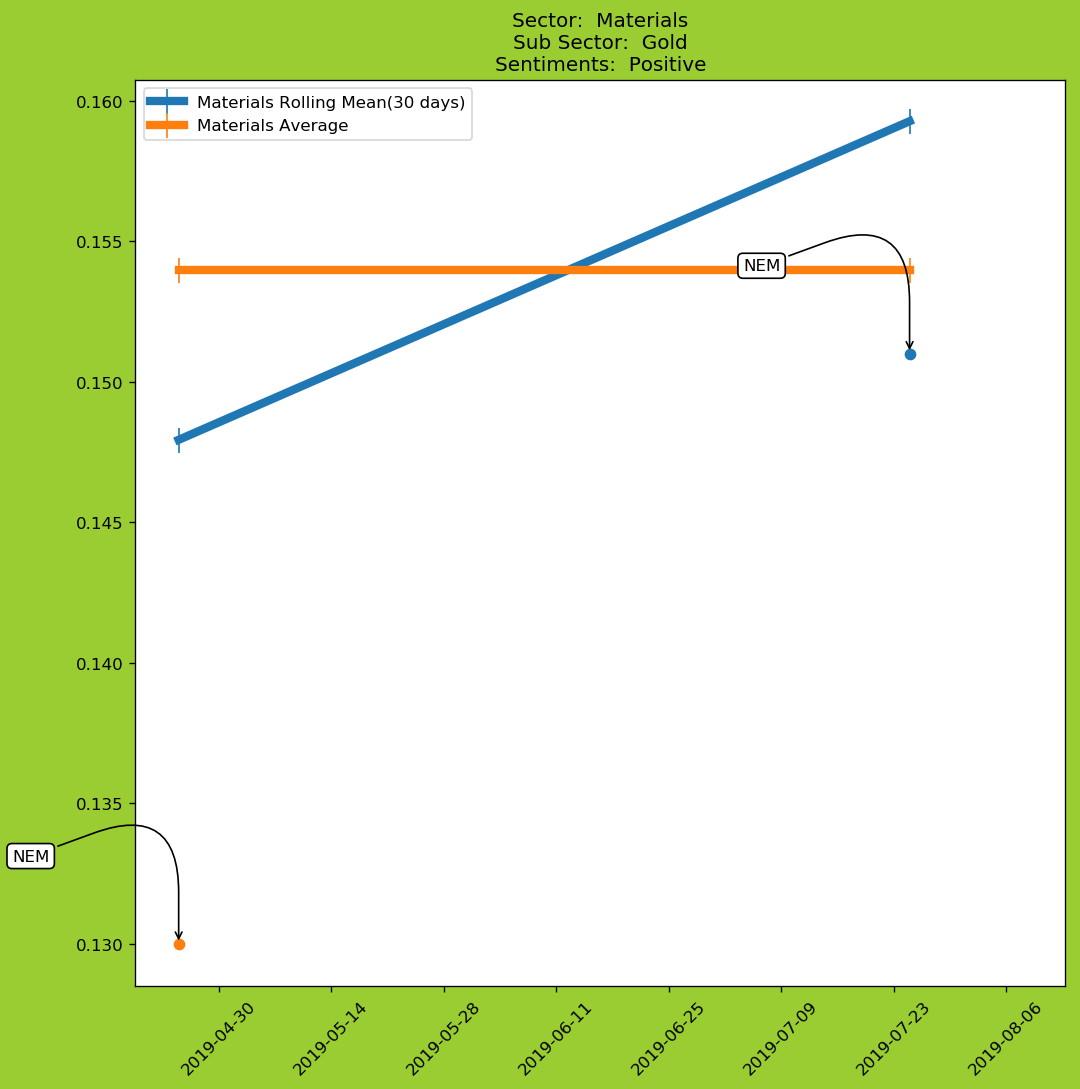 Sector:  Materials
Sub Sector:  Gold
Sentiments:  Positive
Materials Rolling Mean(30 days)
Materials Average
0.160
0.155
0.150
0.145
0.140
0.135
0.130
NEM
NEM
2019-04-30
2019-05-14
2019-05-28
2019-06-11
2019-06-25
2019-07-09
2019-07-23
2019-08-06